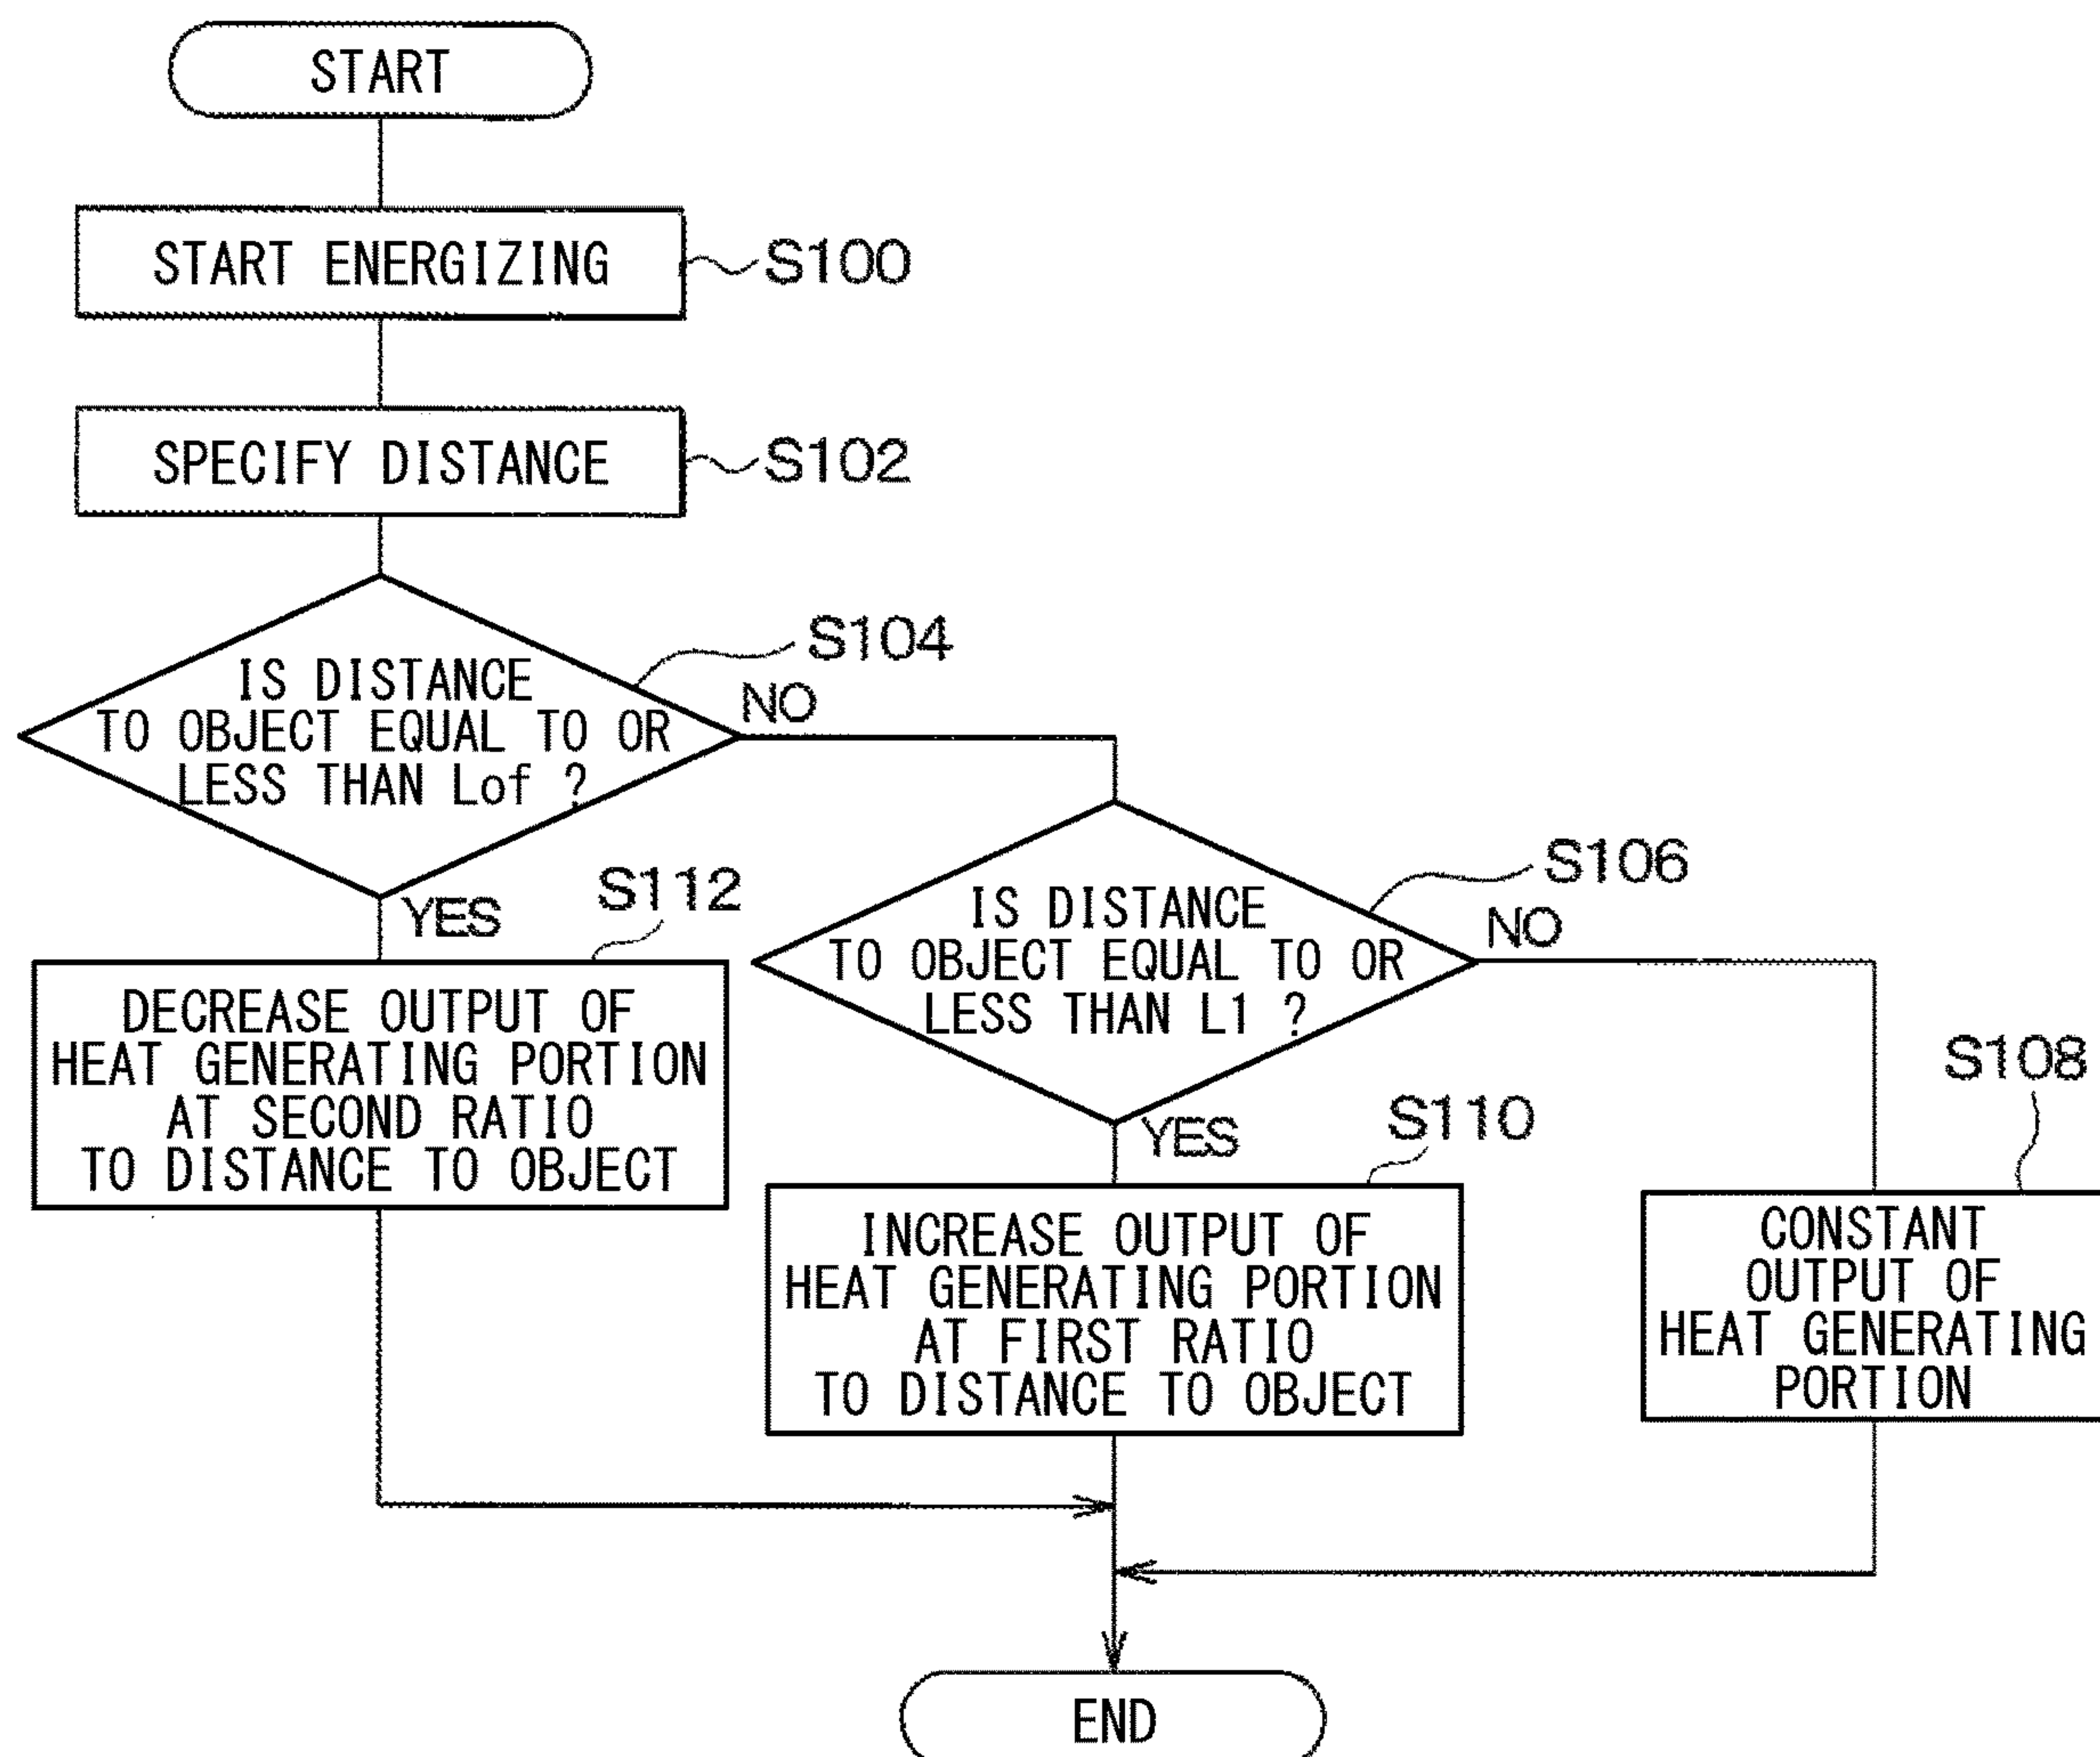 START
START ENERGIZING
S100
SPECIFY DISTANCE
S102
S104
IS DISTANCE
TO OBJECT EQUAL TO OR
LESS THAN Lof ?
NO
YES
S112
DECREASE OUTPUT OF
HEAT GENERATING PORTION
AT SECOND RATIO
TO DISTANCE TO OBJECT
S106
IS DISTANCE
TO OBJECT EQUAL TO OR
LESS THAN L1 ?
NO
YES
S110
INCREASE OUTPUT OF
HEAT GENERATING PORTION
AT FIRST RATIO
TO DISTANCE TO OBJECT
S108
CONSTANT
OUTPUT OF
HEAT GENERATING
PORTION
END